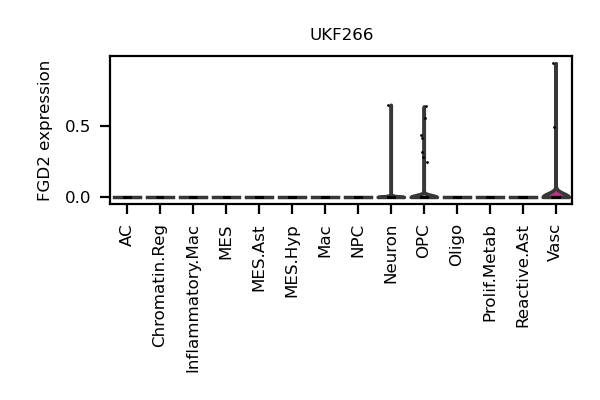 UKF266
FGD2 expression
0.5
0.0
AC
Chromatin.Reg
Inflammatory.Mac
MES
MES.Ast
MES.Hyp
Mac
NPC
Neuron
OPC
Oligo
Prolif.Metab
Reactive.Ast
Vasc